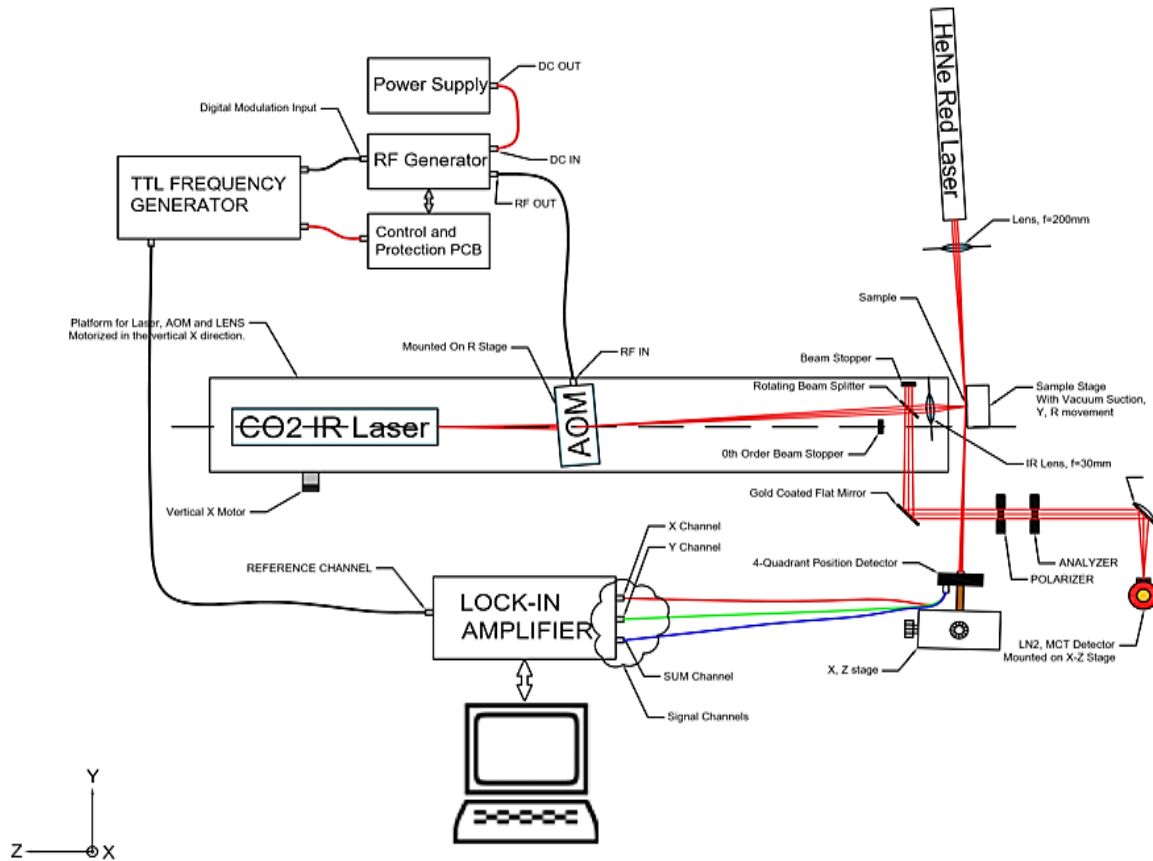 HeNe Red Laser
DC OUT
Power Supply
Digital Modulation Input
RF Generator
DC IN
TTL FREQUENCY
GENERATOR
RF OUT
Control and
Protection PCB
Lens, f=200mm
Sample
Platform for Laser, AOM and LENS
Motorized in the vertical X direction.
Mounted On R Stage
RF IN
Beam Stopper
Rotating Beam Splitter
Sample Stage
With Vacuum Suction,
Y, R movement
CO2 IR Laser
AOM
0th Order Beam Stopper
IR Lens, f=30mm
Vertical X Motor
Gold Coated Flat Mirror
X Channel
Y Channel
4-Quadrant Position Detector
ANALYZER
POLARIZER
REFERENCE CHANNEL
LOCK-IN
AMPLIFIER
LN2, MCT Detector
Mounted on X-Z Stage
X, Z stage
SUM Channel
Signal Channels
Y
Z
X